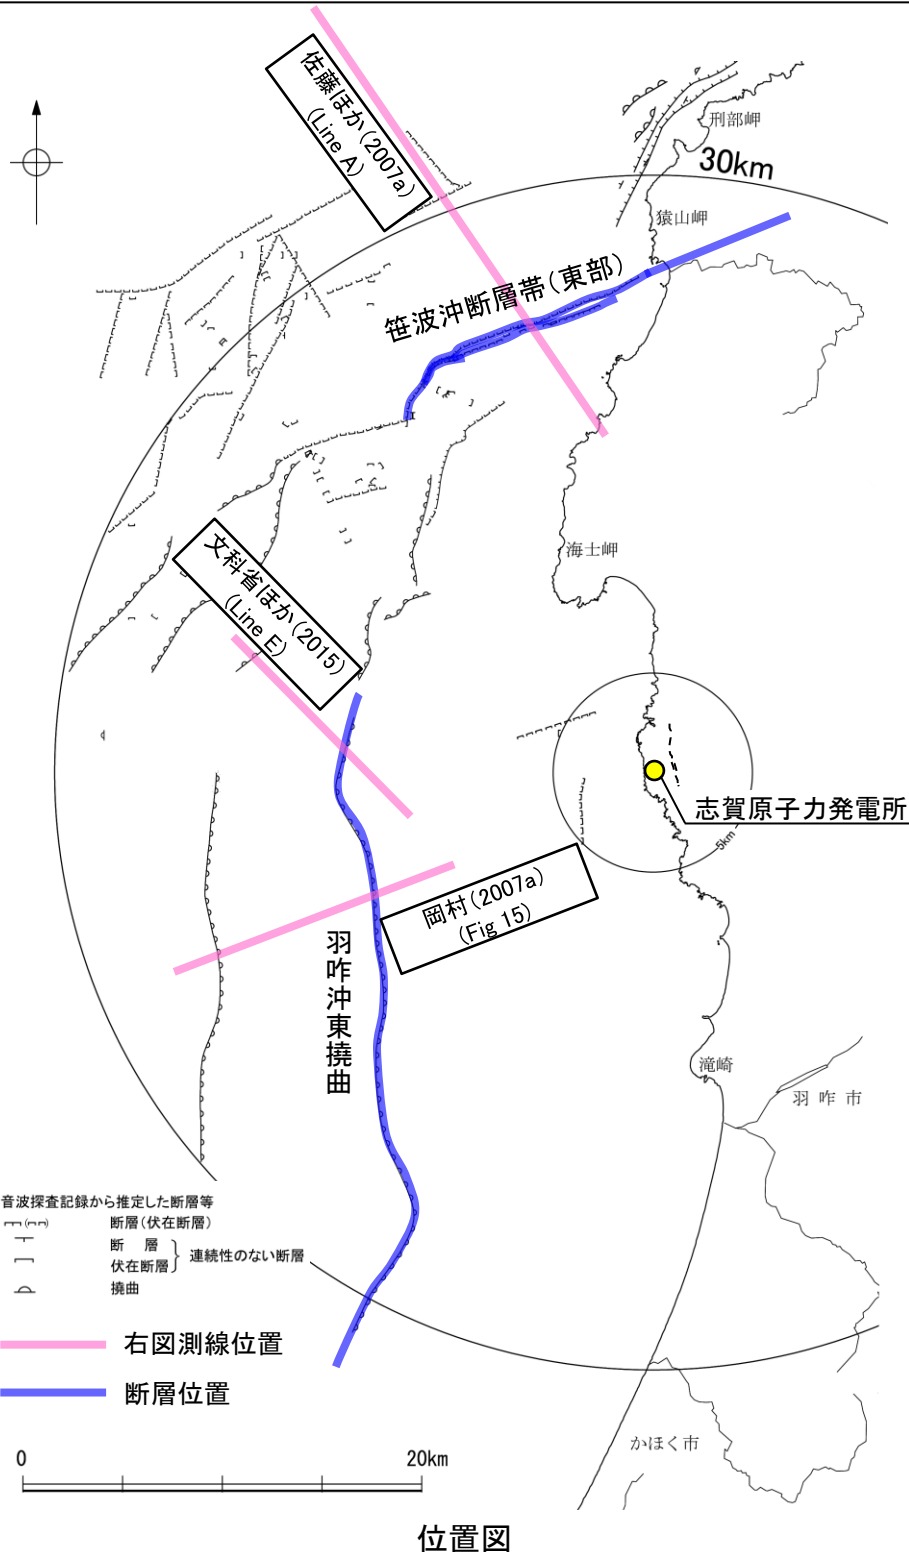 佐藤ほか(2007a)
(Line A)
刑部岬
30km
猿山岬
笹波沖断層帯(東部)
海士岬
文科省ほか(2015)
(Line E)
志賀原子力発電所
5km
岡村(2007a)
(Fig 15)
羽咋沖東撓曲
滝崎
羽咋市
音波探査記録から推定した断層等
断層(伏在断層)
断 層
伏在断層
連続性のない断層
撓曲
右図測線位置
断層位置
かほく市
0
20km
位置図